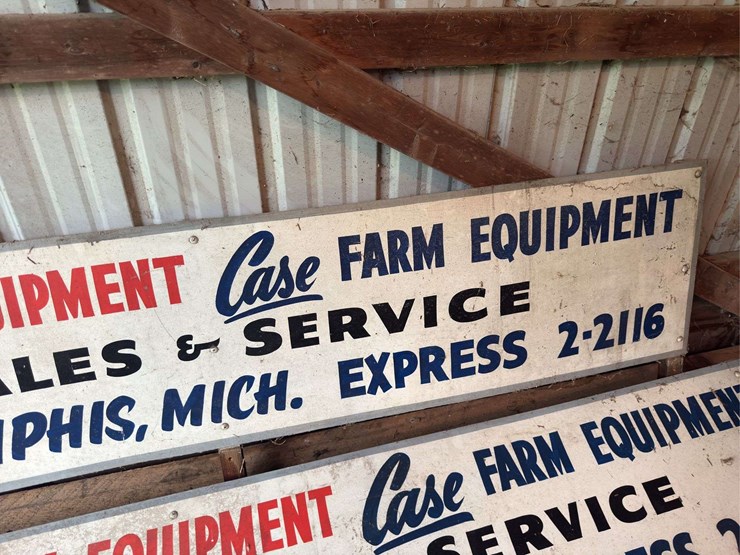 IPMENT Case FARM EQUIPMENT
ALES & SERVICE
PHIS, MICH. EXPRESS 2-2116
EQUIPMENT Case FARM EQUIPMENT
SERVICE